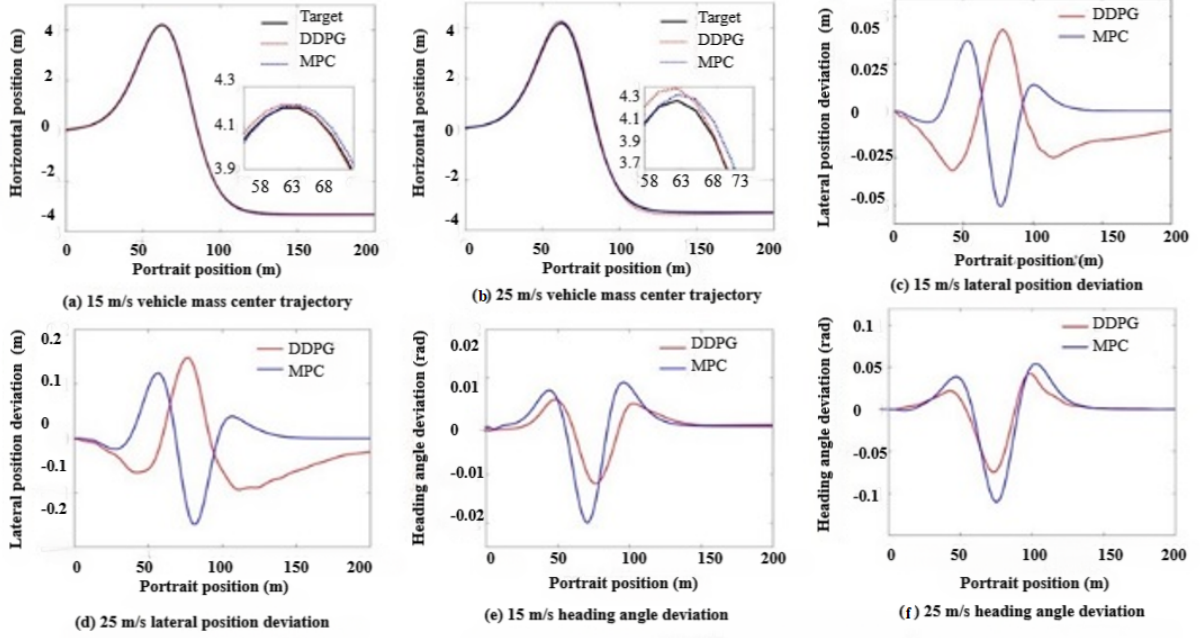 Horizontal position (m)
4
2
0
-2
-4
Target
DDPG
MPC
4.3
4.1
3.9
58 63 68
0 50 100 150 200
Portrait position (m)
(a) 15 m/s vehicle mass center trajectory
Horizontal position (m)
4
2
0
-2
-4
Target
DDPG
MPC
4.3
4.1
3.9
3.7
58 63 68 73
0 50 100 150 200
Portrait position (m)
(b) 25 m/s vehicle mass center trajectory
Lateral position deviation (m)
0.05
0.025
0
-0.025
-0.05
DDPG
MPC
0 50 100 150 200
Portrait position (m)
(c) 15 m/s lateral position deviation
Lateral position deviation (m)
0.2
0.1
0
-0.1
-0.2
DDPG
MPC
0 50 100 150 200
Portrait position (m)
(d) 25 m/s lateral position deviation
Heading angle deviation (rad)
0.02
0.01
0
-0.01
-0.02
DDPG
MPC
0 50 100 150 200
Portrait position (m)
(e) 15 m/s heading angle deviation
Heading angle deviation (rad)
0.1
0.05
0
-0.05
-0.1
DDPG
MPC
0 50 100 150 200
Portrait position (m)
(f) 25 m/s heading angle deviation